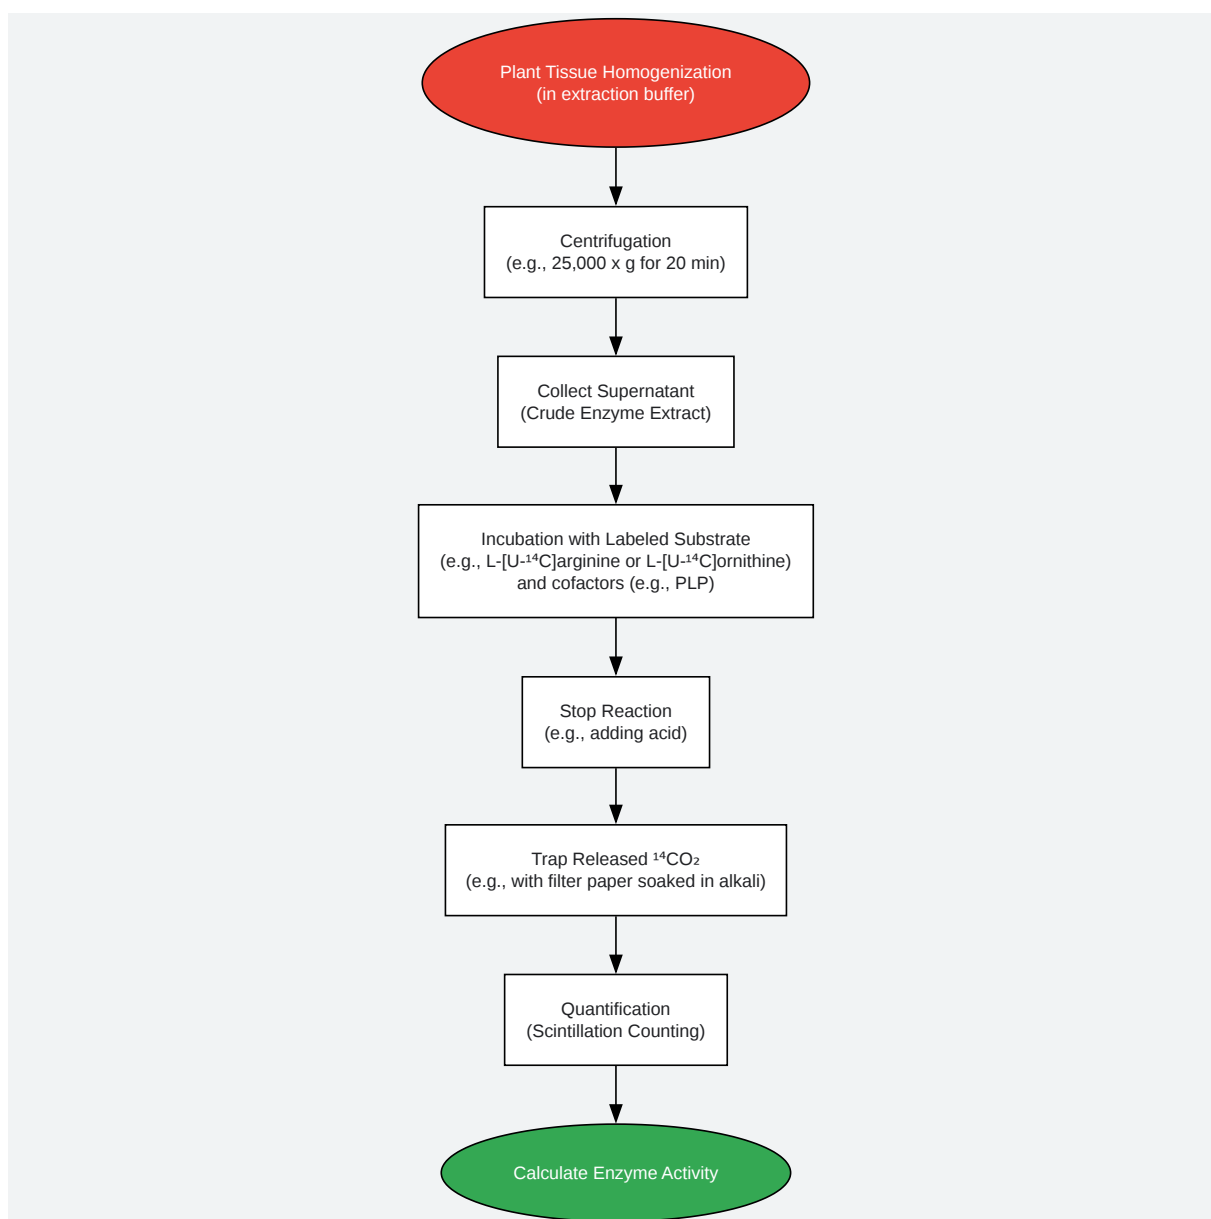 Plant Tissue Homogenization
(in extraction buffer)
Centrifugation
(e.g., 25,000 x g for 20 min)
Collect Supernatant
(Crude Enzyme Extract)
Incubation with Labeled Substrate
(e.g., L-[U-¹⁴C]arginine or L-[U-¹⁴C]ornithine)
and cofactors (e.g., PLP)
Stop Reaction
(e.g., adding acid)
Trap Released ¹⁴CO₂
(e.g., with filter paper soaked in alkali)
Quantification
(Scintillation Counting)
Calculate Enzyme Activity